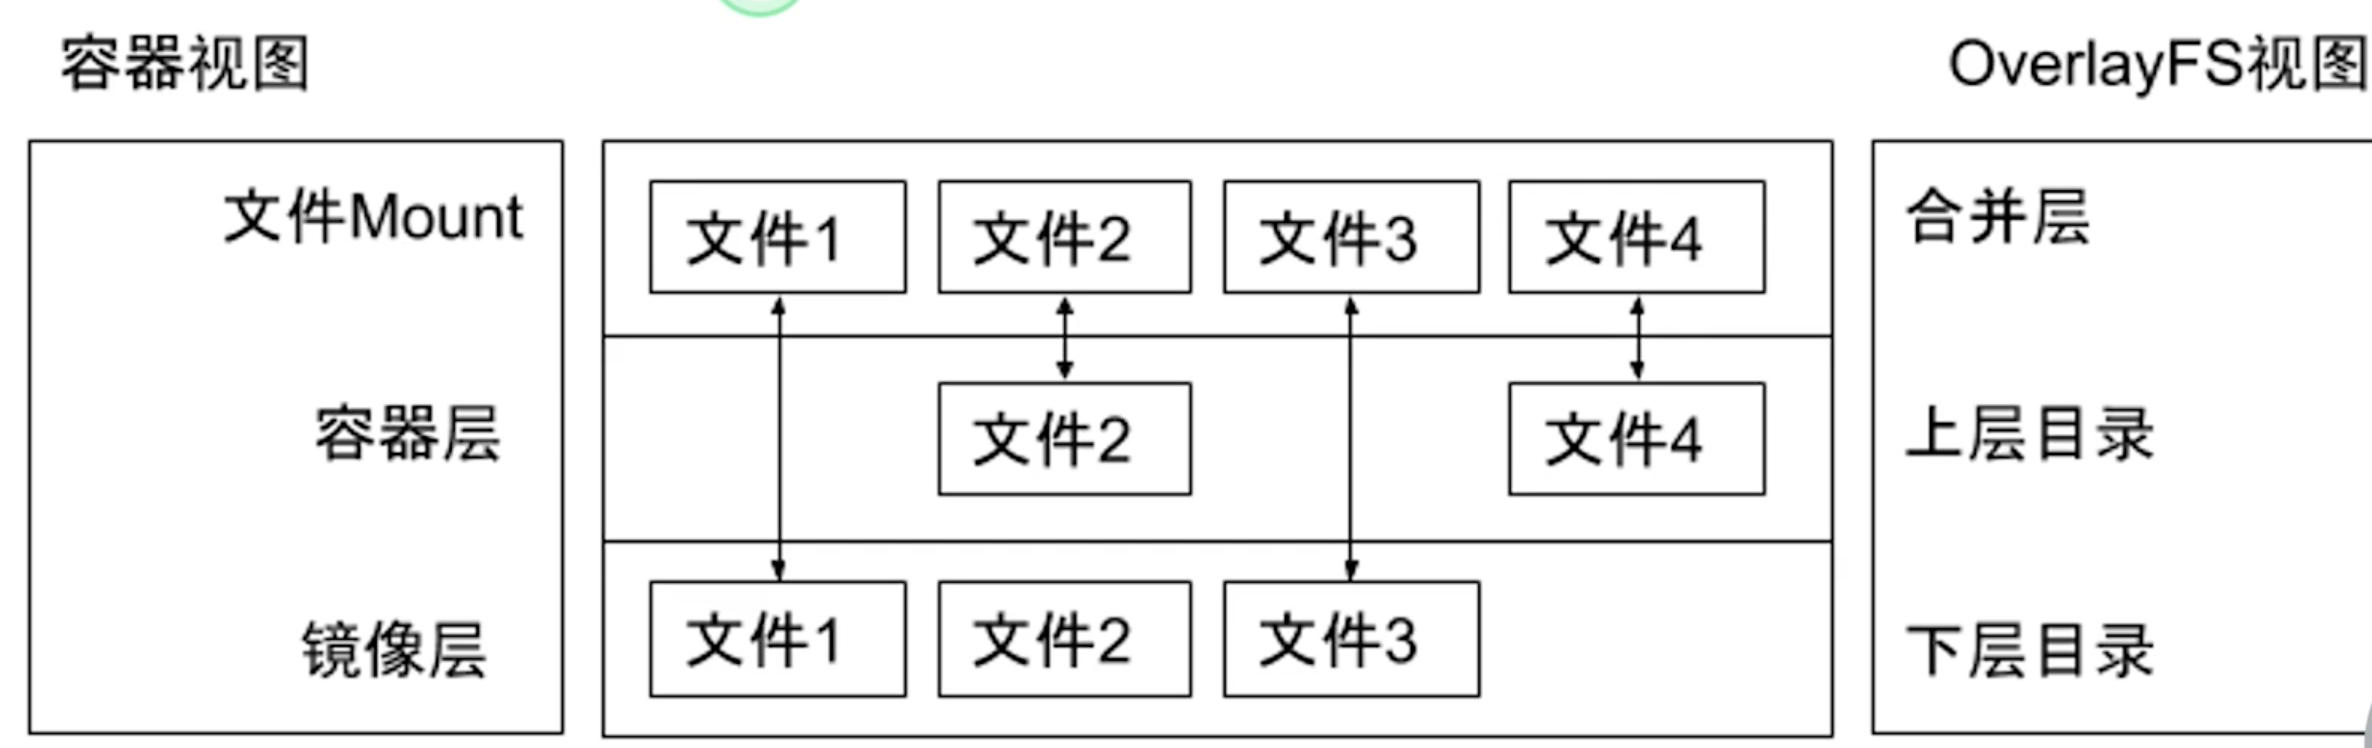 容器视图
OverlayFS视图
文件Mount
文件1
文件2
文件3
文件4
合并层
容器层
文件2
文件4
上层目录
镜像层
文件1
文件2
文件3
下层目录